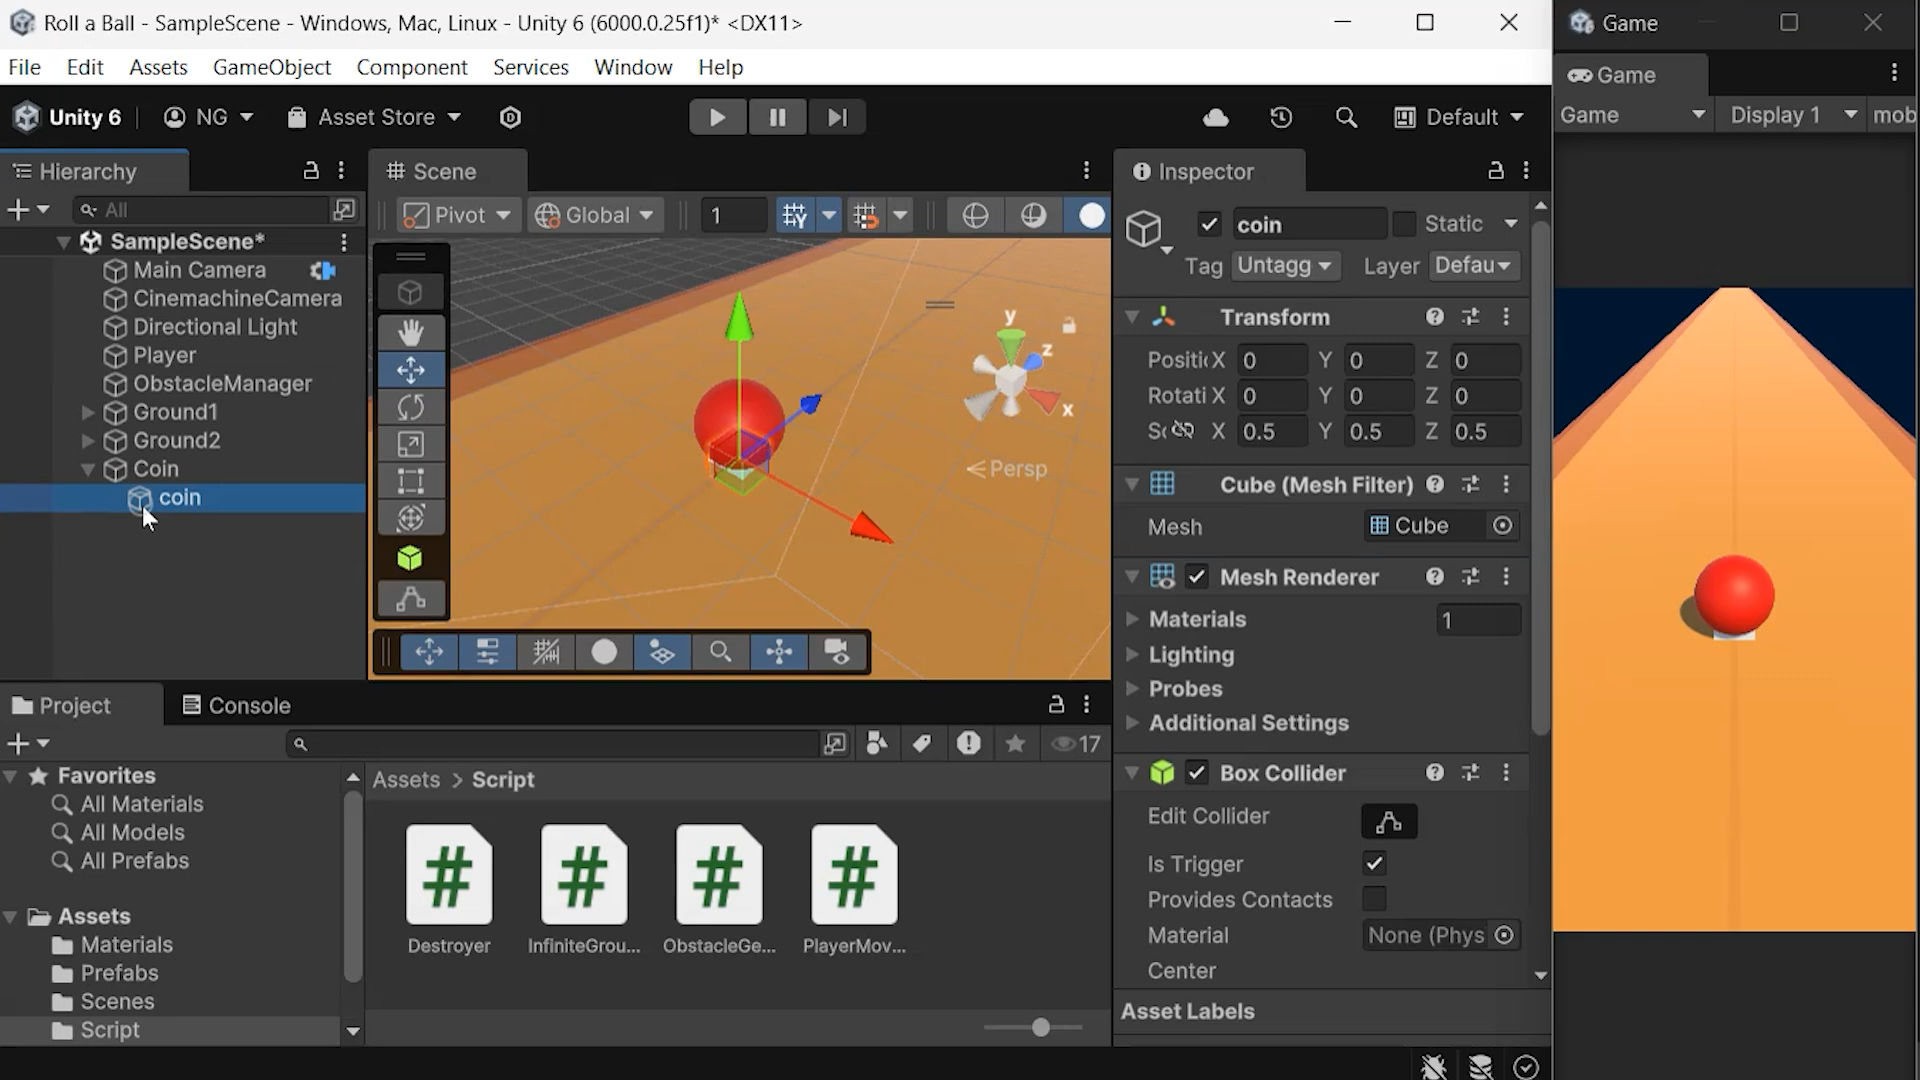 Roll a Ball - SampleScene - Windows, Mac, Linux - Unity 6 (6000.0.25f1)* <DX11>
Game
File Edit Assets GameObject Component Services Window Help
Game
Unity 6 NG Asset Store Default
Game Display 1 mob
Hierarchy
Scene
Inspector
All
Pivot Global 1
coin Static
Tag Untagg Layer Defau
SampleScene*
Main Camera
CinemachineCamera
Directional Light
Player
ObstacleManager
Ground1
Ground2
Coin
coin
y
z
x
Persp
Transform
Positi X 0 Y 0 Z 0
Rotati X 0 Y 0 Z 0
Sc X 0.5 Y 0.5 Z 0.5
Cube (Mesh Filter)
Mesh Cube
Mesh Renderer
Materials 1
Lighting
Probes
Additional Settings
Box Collider
Edit Collider
Is Trigger
Provides Contacts
Material None (Phys
Center
Asset Labels
Project Console
17
Favorites
All Materials
All Models
All Prefabs
Assets
Materials
Prefabs
Scenes
Script
Assets > Script
# # # #
Destroyer InfiniteGrou... ObstacleGe... PlayerMov...